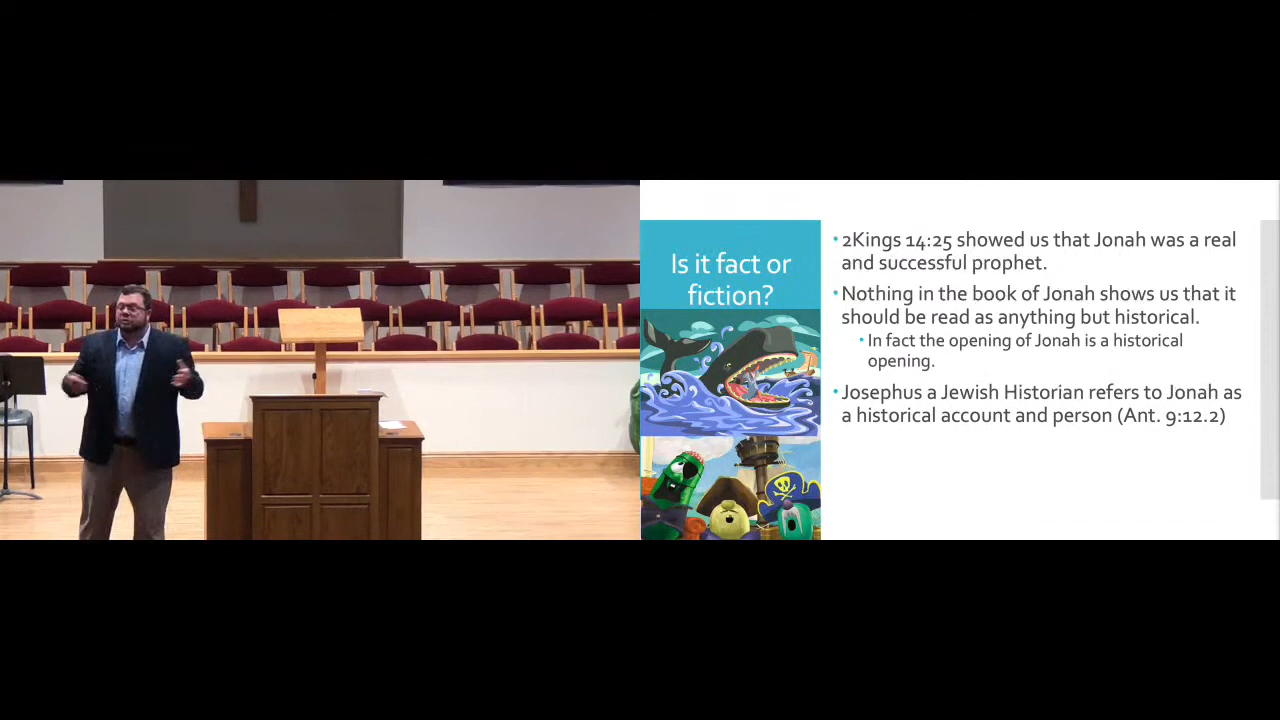 Is it fact or
fiction?
•2Kings 14:25 showed us that Jonah was a real
and successful prophet.
•Nothing in the book of Jonah shows us that it
should be read as anything but historical.
•In fact the opening of Jonah is a historical
opening.
•Josephus a Jewish Historian refers to Jonah as
a historical account and person (Ant. 9:12.2)